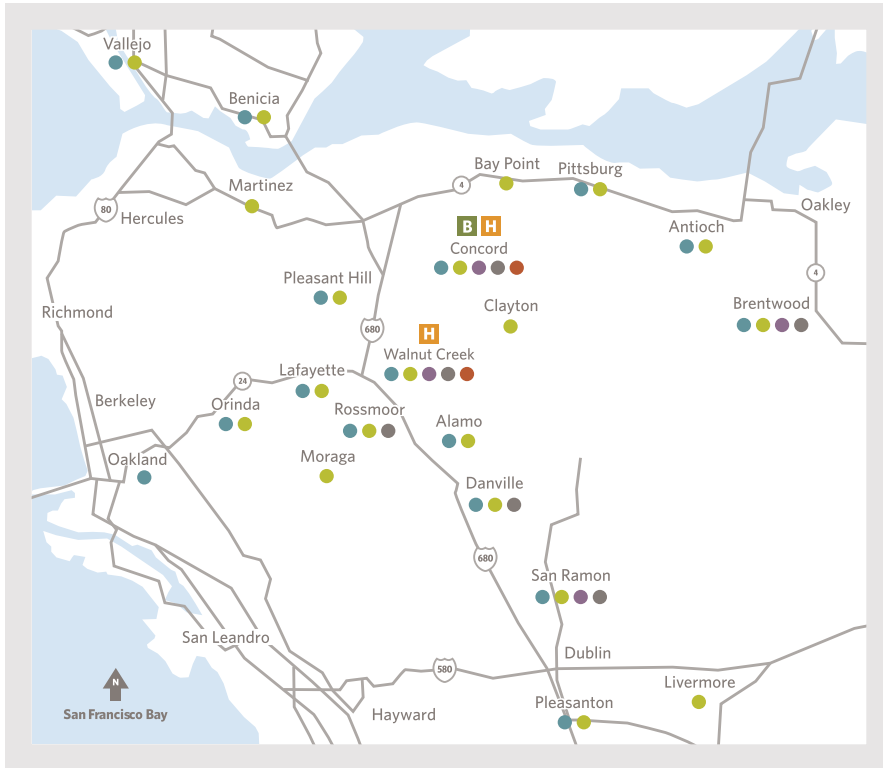 Vallejo
Benicia
Bay Point
Pittsburg
4
Martinez
80
Hercules
Oakley
B H
Antioch
Concord
4
Pleasant Hill
Brentwood
Clayton
Richmond
680
H
Walnut Creek
Lafayette
24
Berkeley
Orinda
Rossmoor
Alamo
Oakland
Moraga
Danville
680
San Ramon
San Leandro
Dublin
580
N
Livermore
Pleasanton
San Francisco Bay
Hayward